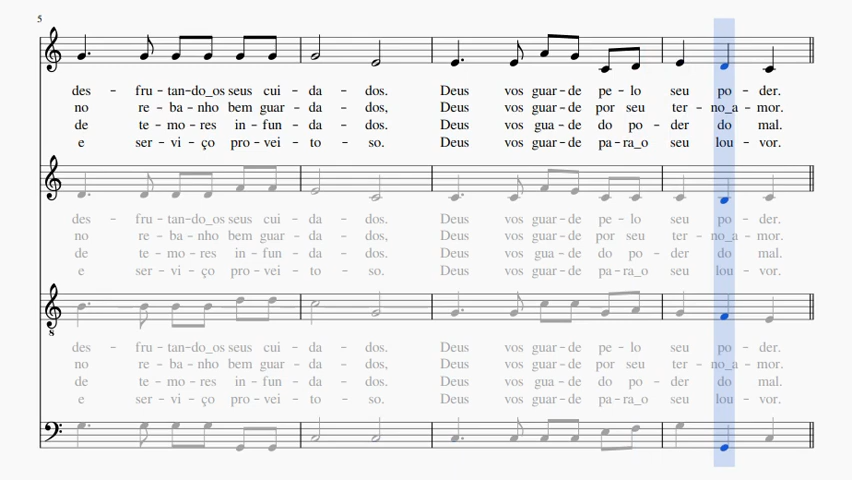 5
des - fru - tan-do_os seus cui - da - dos. Deus vos guar - de pe - lo seu po - der.
no re - ba - nho bem guar - da - dos, Deus vos guar - de por seu ter - no_a - mor.
de te - mo - res in - fun - da - dos. Deus vos gua - de do po - der do mal.
e ser - vi - ço pro - vei - to - so. Deus vos guar - de pa - ra_o seu lou - vor.
des - fru - tan-do_os seus cui - da - dos. Deus vos guar - de pe - lo seu po - der.
no re - ba - nho bem guar - da - dos, Deus vos guar - de por seu ter - no_a - mor.
de te - mo - res in - fun - da - dos. Deus vos gua - de do po - der do mal.
e ser - vi - ço pro - vei - to - so. Deus vos guar - de pa - ra_o seu lou - vor.
8
des - fru - tan-do_os seus cui - da - dos. Deus vos guar - de pe - lo seu po - der.
no re - ba - nho bem guar - da - dos, Deus vos guar - de por seu ter - no_a - mor.
de te - mo - res in - fun - da - dos. Deus vos gua - de do po - der do mal.
e ser - vi - ço pro - vei - to - so. Deus vos guar - de pa - ra_o seu lou - vor.